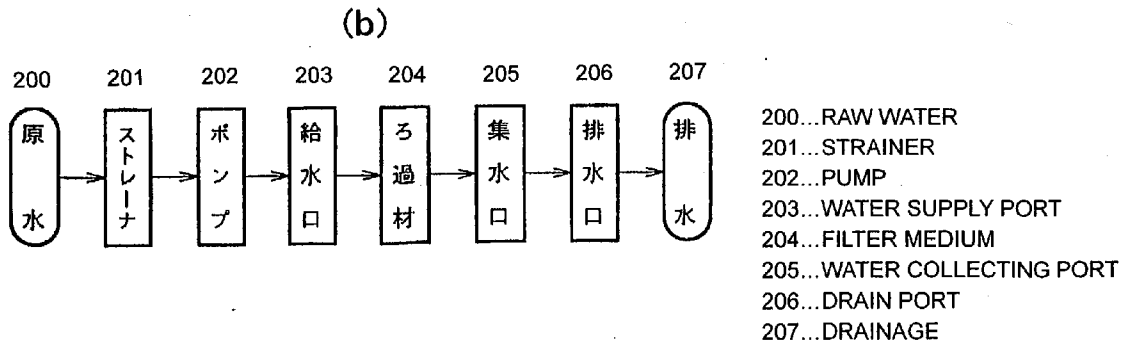 (b)
200 201 202 203 204 205 206 207
原水
ストレーナ
ポンプ
給水口
ろ過材
集水口
排水口
排水
200...RAW WATER
201...STRAINER
202...PUMP
203...WATER SUPPLY PORT
204...FILTER MEDIUM
205...WATER COLLECTING PORT
206...DRAIN PORT
207...DRAINAGE